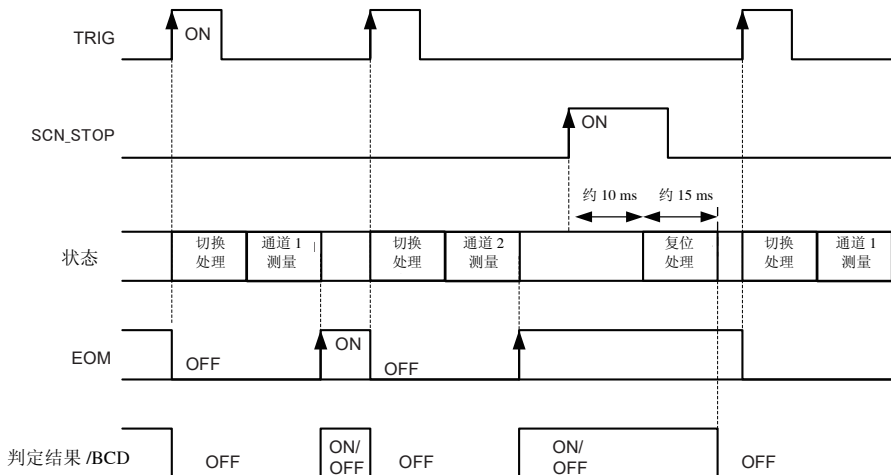 TRIG
ON
SCN_STOP
ON
约 10 ms
约 15 ms
状态
切换
处理
通道 1
测量
切换
处理
通道 2
测量
复位
处理
切换
处理
通道 1
测量
EOM
OFF
ON
OFF
判定结果 /BCD
OFF
ON/
OFF
OFF
ON/
OFF
OFF